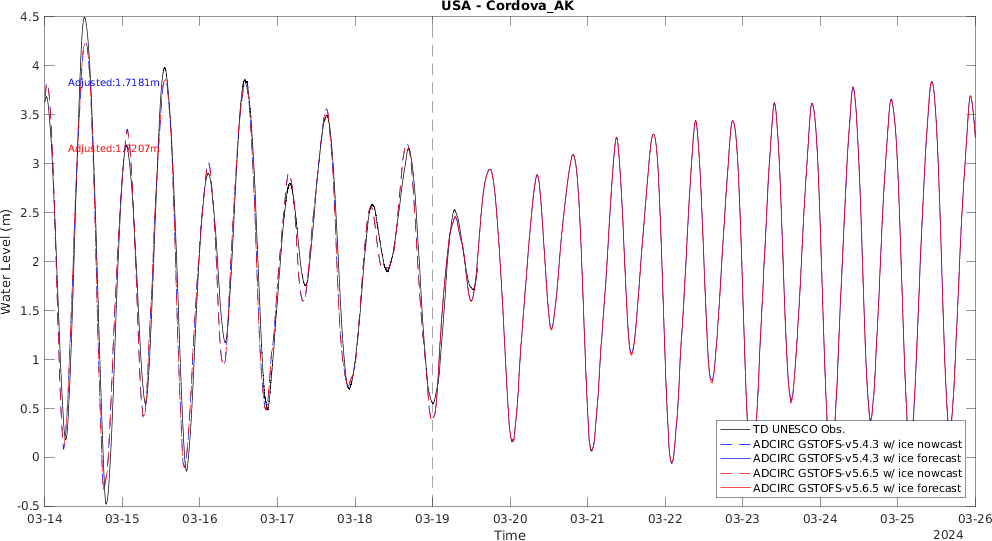 USA - Cordova_AK
4.5
4
3.5
3
2.5
2
1.5
1
0.5
0
-0.5
Water Level (m)
Adjusted:1.7181m
TD UNESCO Obs.
ADCIRC GSTOFS-v5.4.3 w/ ice nowcast
ADCIRC GSTOFS-v5.4.3 w/ ice forecast
ADCIRC GSTOFS-v5.6.5 w/ ice nowcast
ADCIRC GSTOFS-v5.6.5 w/ ice forecast
03-14 03-15 03-16 03-17 03-18 03-19 03-20 03-21 03-22 03-23 03-24 03-25 03-26
Time
2024